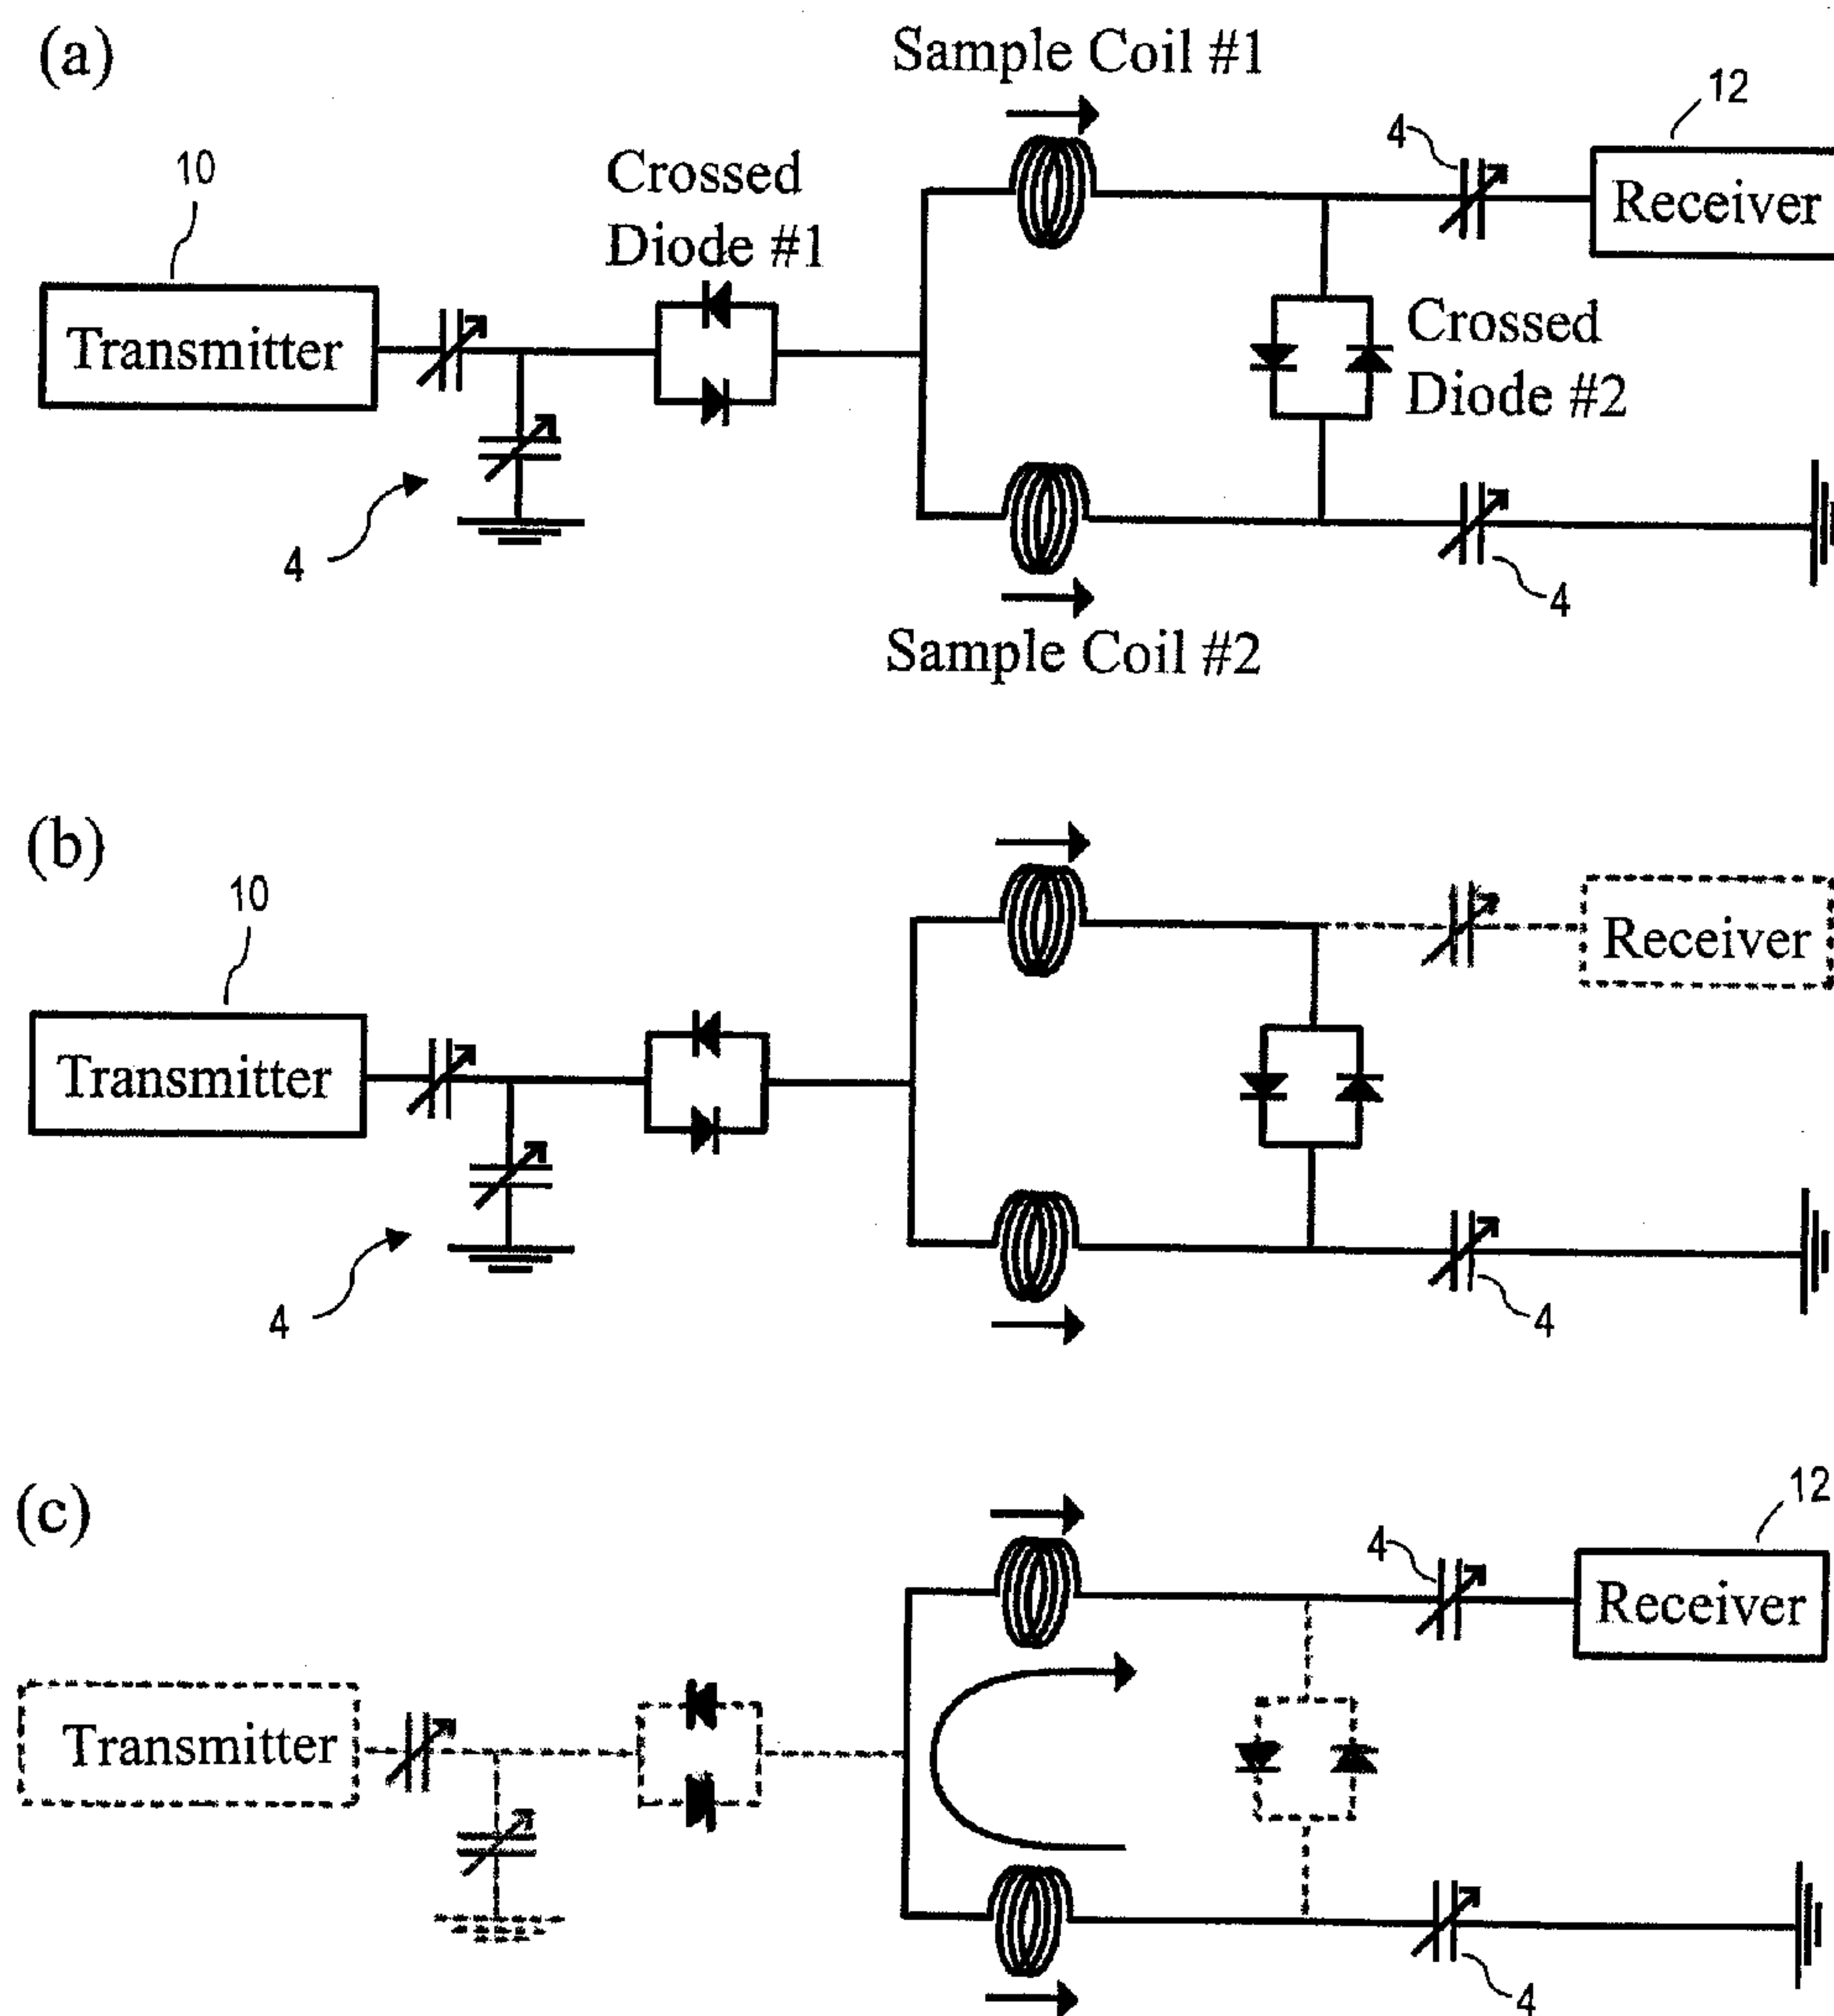 (a)
Sample Coil #1
12
4
10
Crossed
Diode #1
Receiver
Transmitter
Crossed
Diode #2
4
4
Sample Coil #2
(b)
10
Receiver
Transmitter
4
4
(c)
12
4
Receiver
Transmitter
4